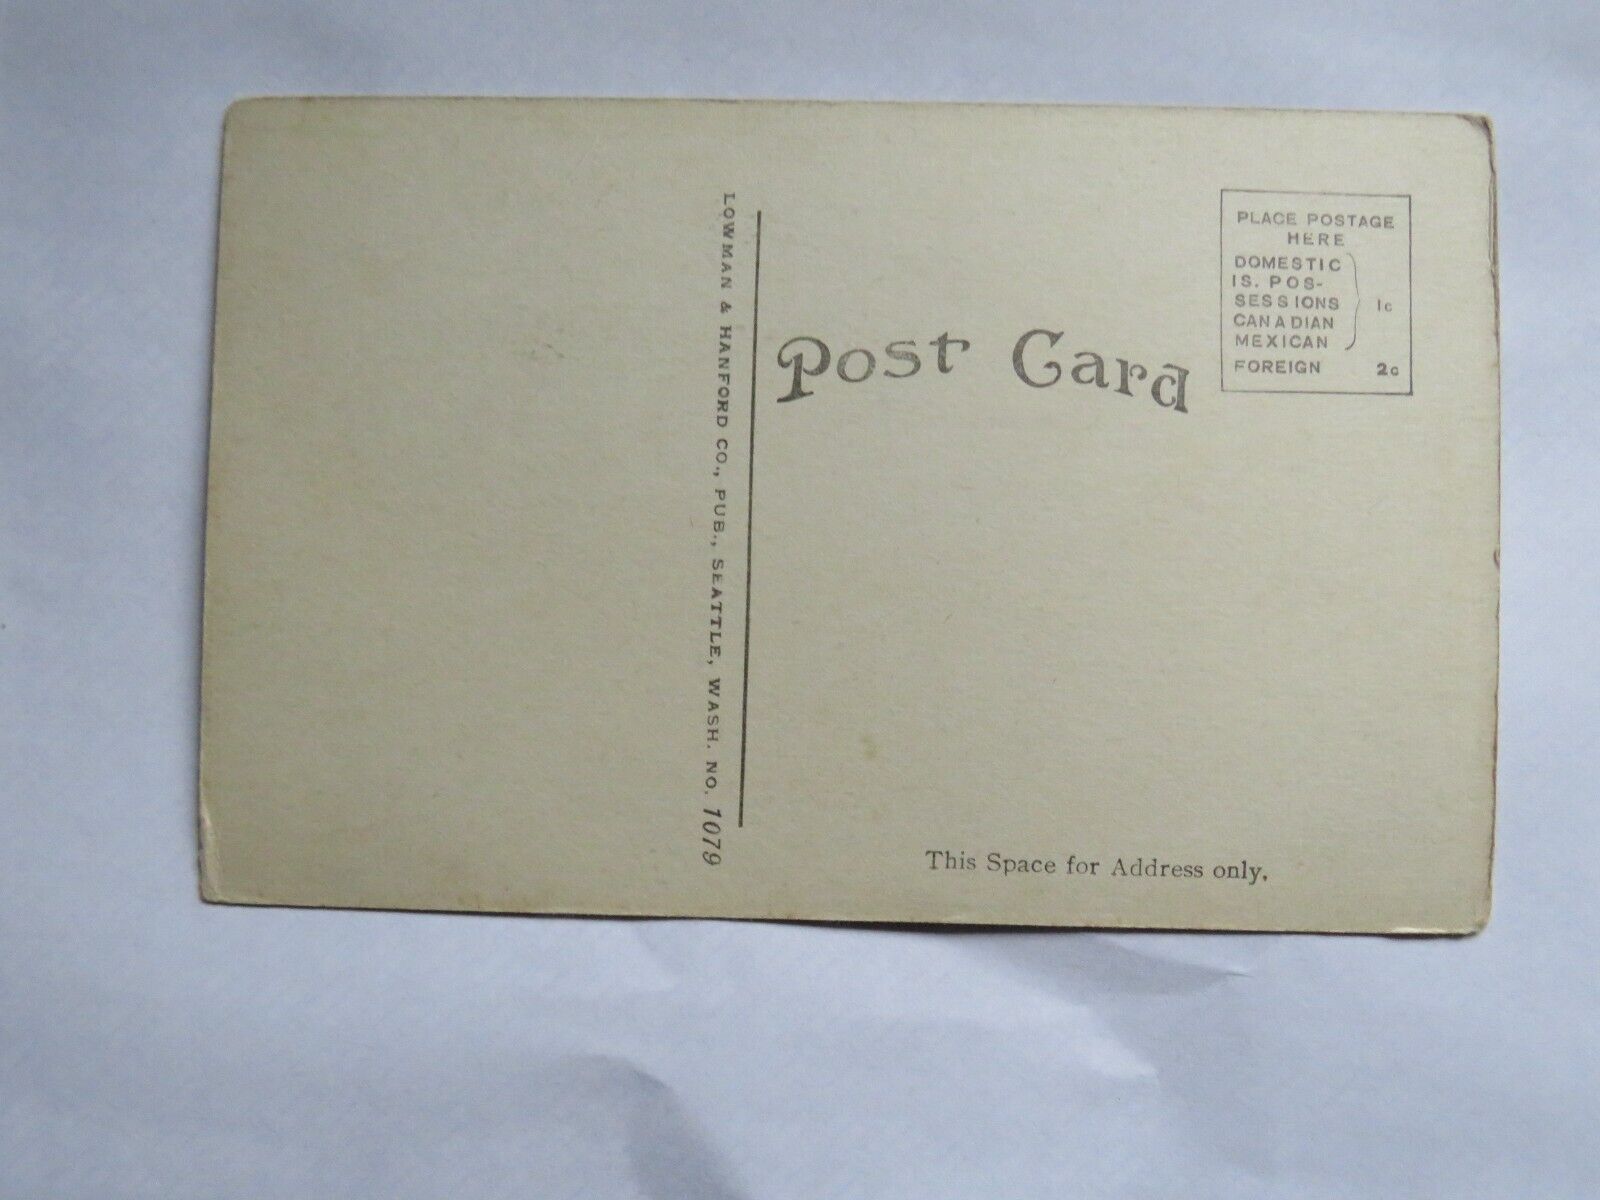 LOWMAN & HANFORD CO., PUB., SEATTLE, WASH. NO. 1079
Post Card
PLACE POSTAGE
HERE
DOMESTIC
IS. POS-
SESSIONS 1c
CANADIAN
MEXICAN
FOREIGN 2c
This Space for Address only.